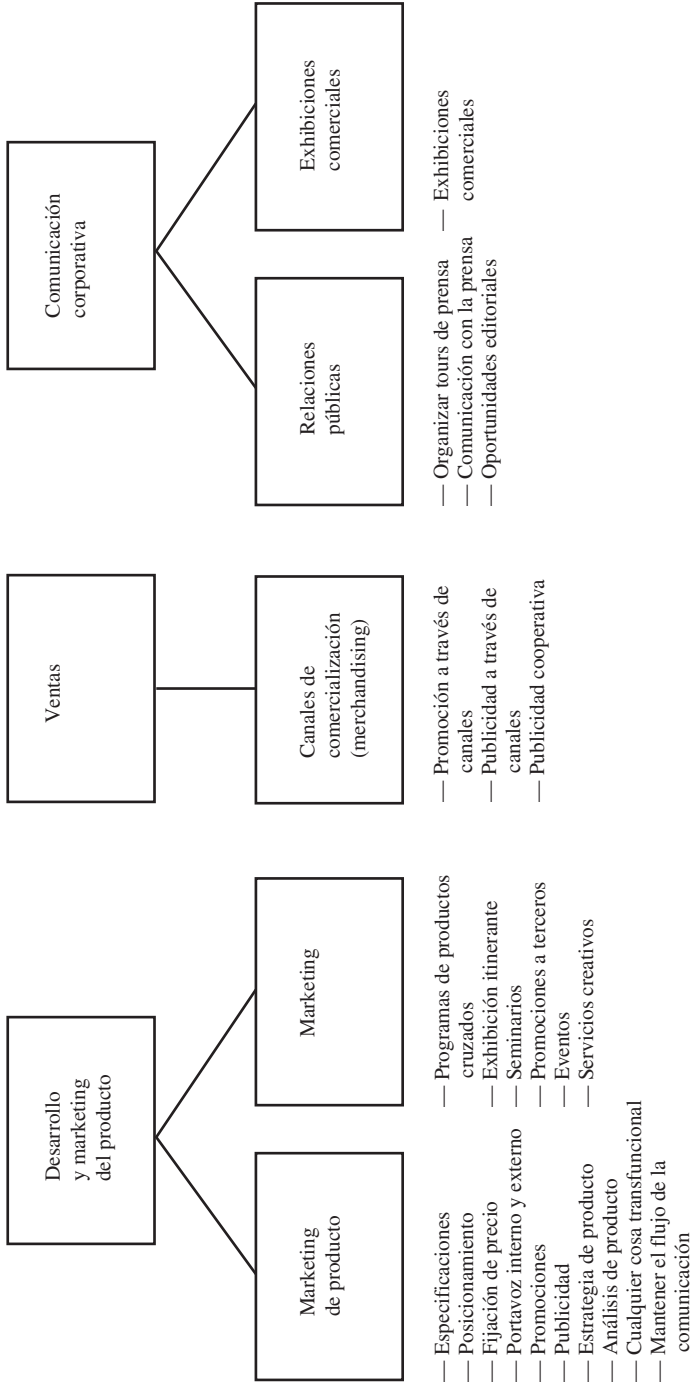 Desarrollo
y marketing
del producto
Marketing
de producto
— Especificaciones
— Posicionamiento
— Fijación de precio
— Portavoz interno y externo
— Promociones
— Publicidad
— Estrategia de producto
— Análisis de producto
— Cualquier cosa transfuncional
— Mantener el flujo de la
comunicación
Marketing
— Programas de productos
cruzados
— Exhibición itinerante
— Seminarios
— Promociones a terceros
— Eventos
— Servicios creativos
Ventas
Canales de
comercialización
(merchandising)
— Promoción a través de
canales
— Publicidad a través de
canales
— Publicidad cooperativa
Comunicación
corporativa
Relaciones
públicas
— Organizar tours de prensa
— Comunicación con la prensa
— Oportunidades editoriales
Exhibiciones
comerciales
— Exhibiciones
comerciales